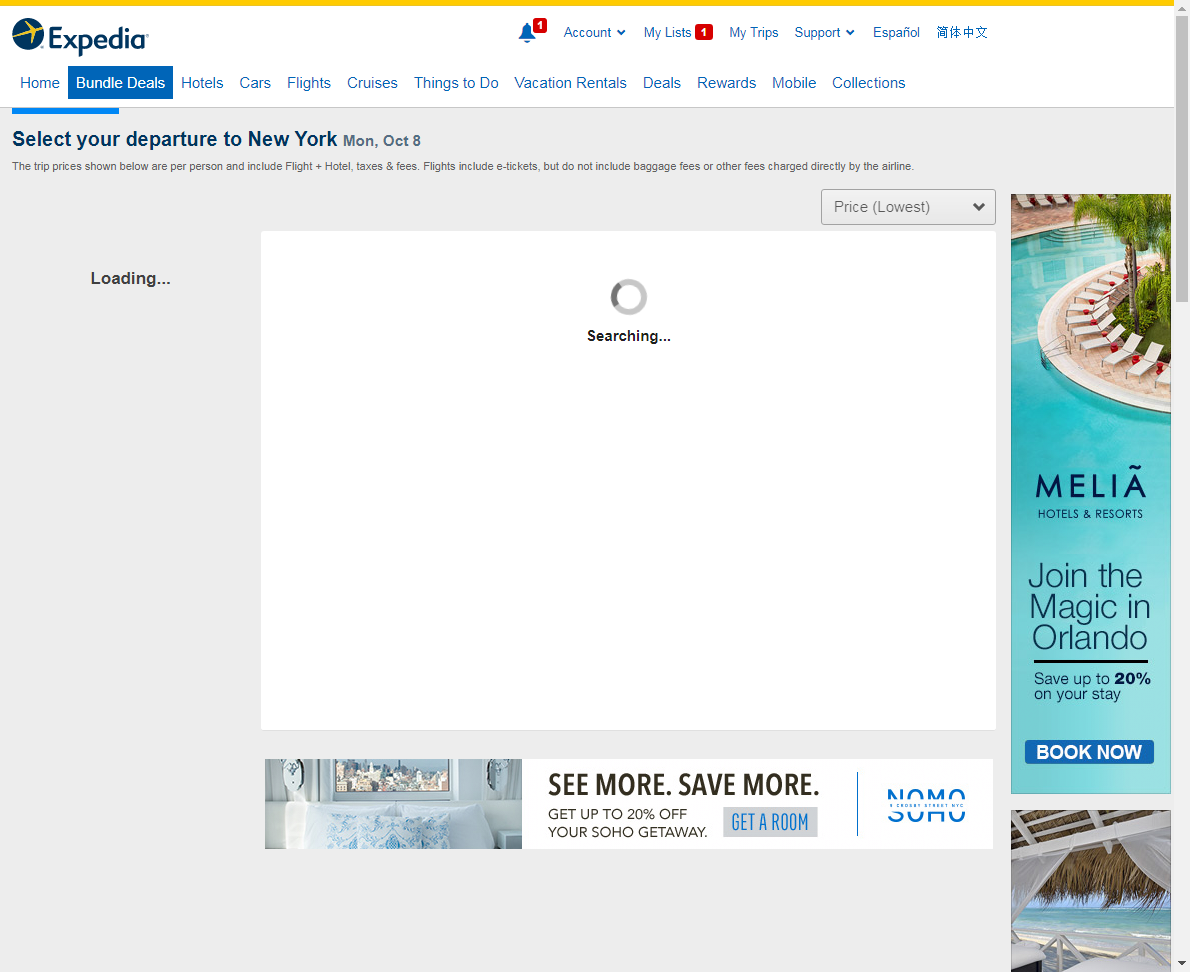 Expedia
1
Account
My Lists 1
My Trips
Support
Español
简体中文
Home
Bundle Deals
Hotels
Cars
Flights
Cruises
Things to Do
Vacation Rentals
Deals
Rewards
Mobile
Collections
Select your departure to New York Mon, Oct 8
The trip prices shown below are per person and include Flight + Hotel, taxes & fees. Flights include e-tickets, but do not include baggage fees or other fees charged directly by the airline.
Price (Lowest)
Loading...
Searching...
MELIÃ
HOTELS & RESORTS
Join the
Magic in
Orlando
Save up to 20%
on your stay
BOOK NOW
SEE MORE. SAVE MORE.
GET UP TO 20% OFF
YOUR SOHO GETAWAY.
GET A ROOM
NOMO
9 CROSBY STREET NYC
SOHO